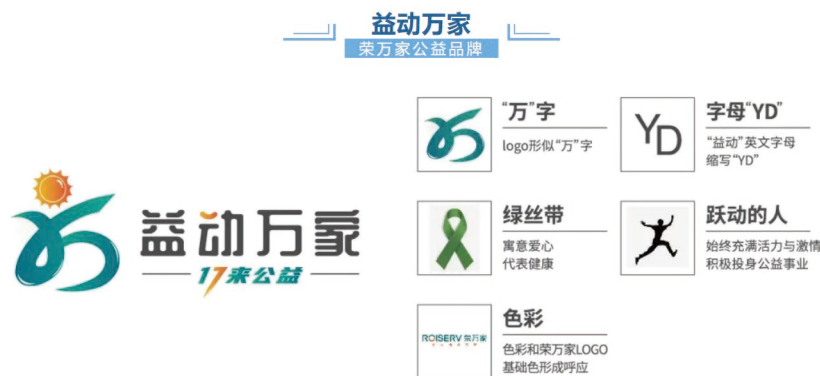 益动万家
荣万家公益品牌
益动万家
17来公益
“万”字
logo形似“万”字
YD
字母“YD”
“益动”英文字母
缩写“YD”
绿丝带
寓意爱心
代表健康
跃动的人
始终充满活力与激情
积极投身公益事业
ROISERV 荣万家
色彩
色彩和荣万家LOGO
基础色形成呼应